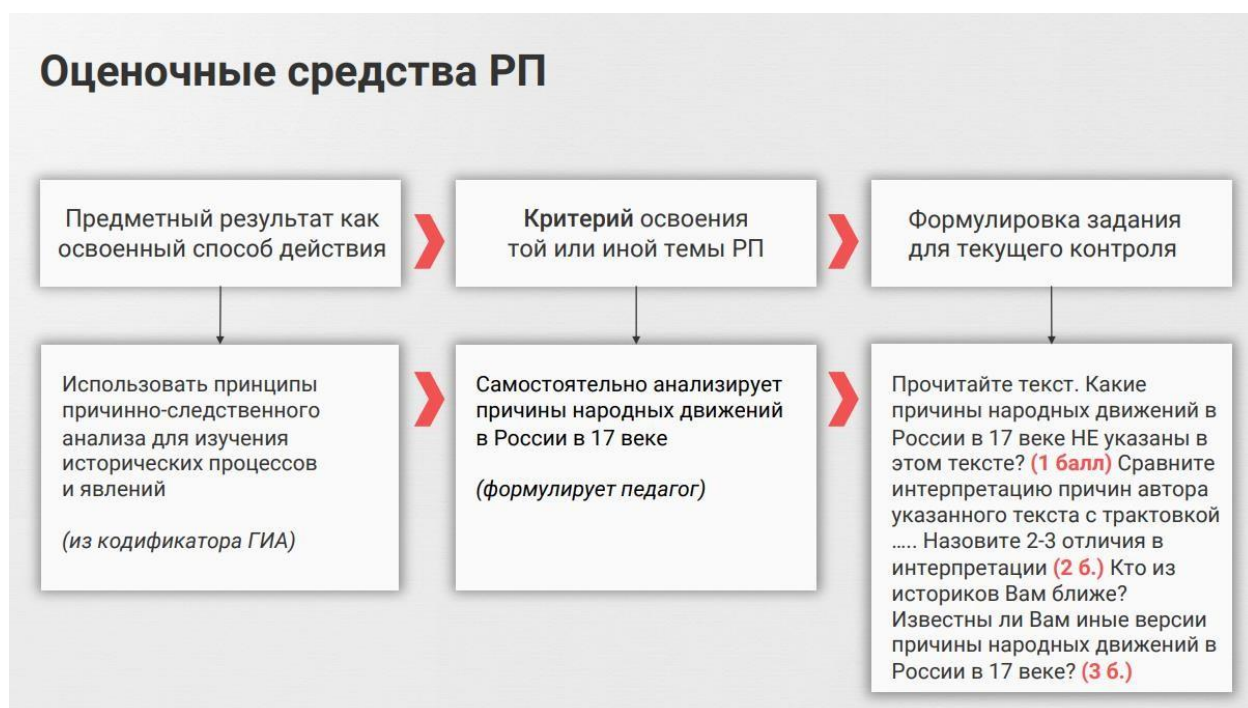 Оценочные средства РП
Предметный результат как
освоенный способ действия
Критерий освоения
той или иной темы РП
Формулировка задания
для текущего контроля
Использовать принципы
причинно-следственного
анализа для изучения
исторических процессов
и явлений
(из кодификатора ГИА)
Самостоятельно анализирует
причины народных движений
в России в 17 веке
(формулирует педагог)
Прочитайте текст. Какие
причины народных движений в
России в 17 веке НЕ указаны в
этом тексте? (1 балл) Сравните
интерпретацию причин автора
указанного текста с трактовкой
..... Назовите 2-3 отличия в
интерпретации (2 б.) Кто из
историков Вам ближе?
Известны ли Вам иные версии
причины народных движений в
России в 17 веке? (3 б.)